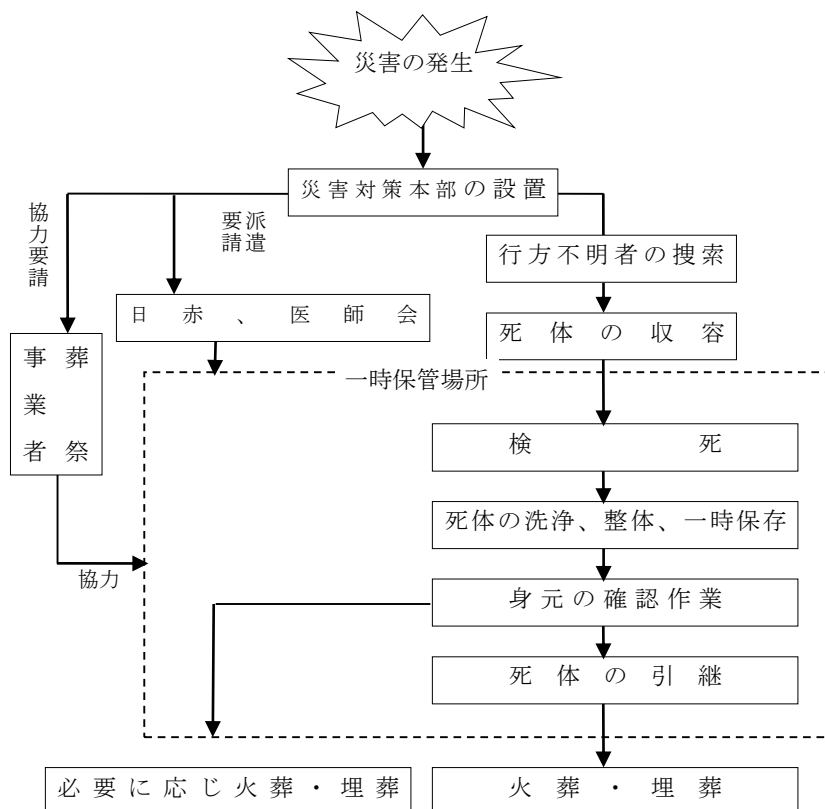 災害の発生
災害対策本部の設置
協力要請
派遣
要請
行方不明者の捜索
日赤、医師会
死体の収容
葬祭
事業者
一時保管場所
検死
死体の洗浄、整体、一時保存
協力
身元の確認作業
死体の引継
必要に応じ火葬・埋葬
火葬・埋葬